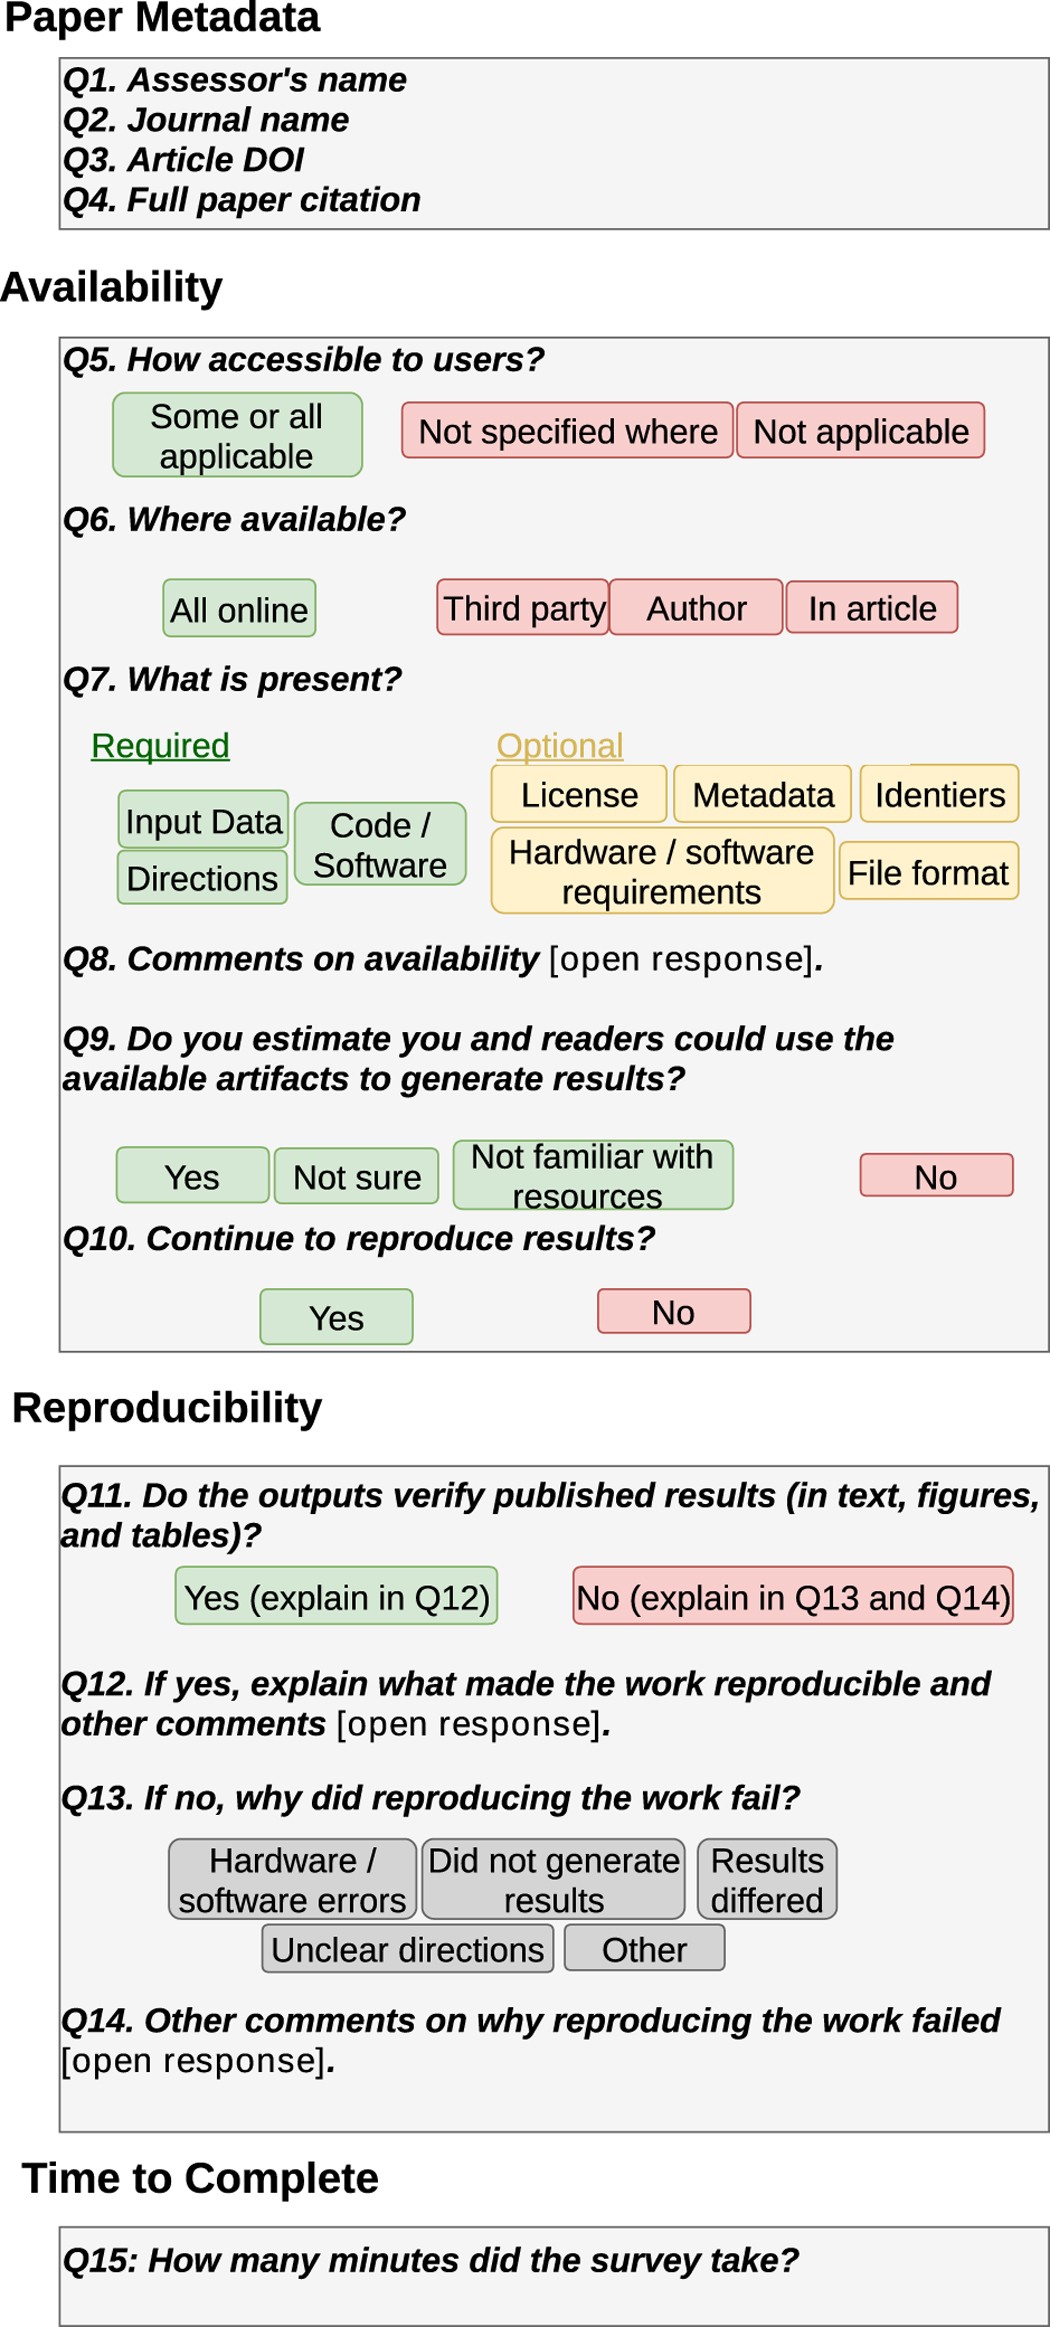 Paper Metadata
Q1. Assessor's name
Q2. Journal name
Q3. Article DOI
Q4. Full paper citation
Availability
Q5. How accessible to users?
Some or all
applicable
Not specified where
Not applicable
Q6. Where available?
All online
Third party
Author
In article
Q7. What is present?
Required
Optional
Input Data
Directions
Code /
Software
License
Metadata
Identiers
Hardware / software
requirements
File format
Q8. Comments on availability [open response].
Q9. Do you estimate you and readers could use the
available artifacts to generate results?
Yes
Not sure
Not familiar with
resources
No
Q10. Continue to reproduce results?
Yes
No
Reproducibility
Q11. Do the outputs verify published results (in text, figures,
and tables)?
Yes (explain in Q12)
No (explain in Q13 and Q14)
Q12. If yes, explain what made the work reproducible and
other comments [open response].
Q13. If no, why did reproducing the work fail?
Hardware /
software errors
Did not generate
results
Results
differed
Unclear directions
Other
Q14. Other comments on why reproducing the work failed
[open response].
Time to Complete
Q15: How many minutes did the survey take?